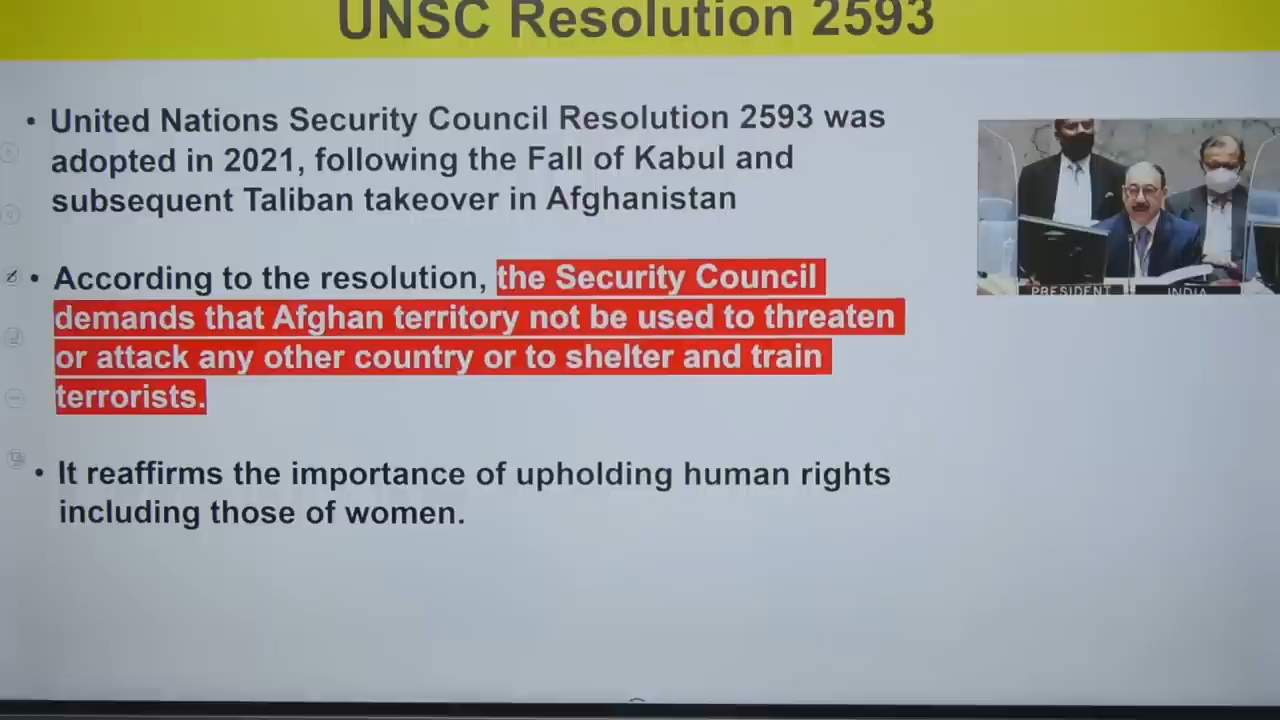 UNSC Resolution 2593
• United Nations Security Council Resolution 2593 was
adopted in 2021, following the Fall of Kabul and
subsequent Taliban takeover in Afghanistan
• According to the resolution, the Security Council
demands that Afghan territory not be used to threaten
or attack any other country or to shelter and train
terrorists.
• It reaffirms the importance of upholding human rights
including those of women.
PRESIDENT
INDIA